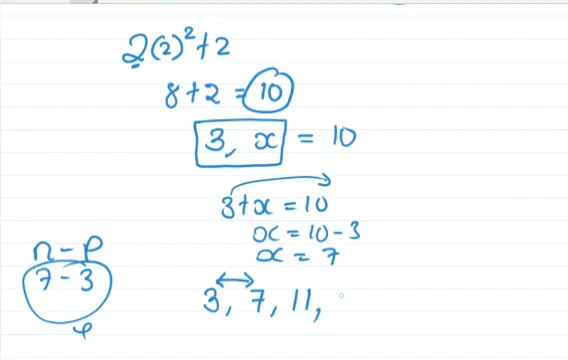 2(2)²+2
8+2 = 10
3, x = 10
3+x = 10
x = 10-3
x = 7
n-p
7-3
φ
3, 7, 11,